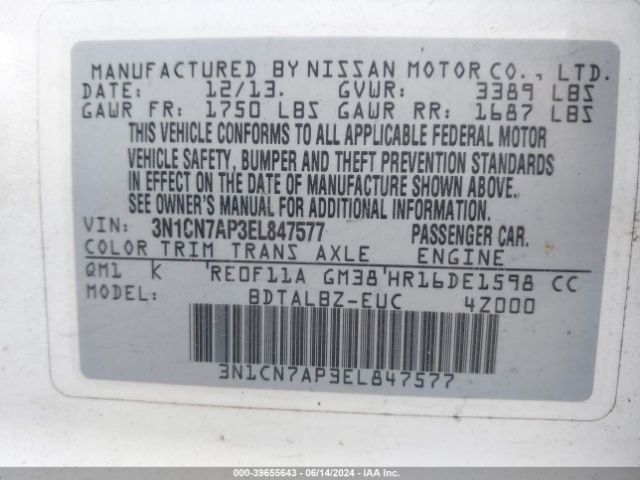 MANUFACTURED BY NISSAN MOTOR CO., LTD.
DATE: 12/13. GVWR: 3389 LBS
GAWR FR: 1750 LBS GAWR RR: 1687 LBS
THIS VEHICLE CONFORMS TO ALL APPLICABLE FEDERAL MOTOR
VEHICLE SAFETY, BUMPER AND THEFT PREVENTION STANDARDS
IN EFFECT ON THE DATE OF MANUFACTURE SHOWN ABOVE.
SEE OWNER'S MANUAL FOR ADDITIONAL INFORMATION.
VIN: 3N1CN7AP3EL847577 PASSENGER CAR.
COLOR TRIM TRANS AXLE ENGINE
QM1 K 'RE0F11A GM38'HR16DE1598 CC
MODEL: BDTALBZ-EUC 4Z000
3N1CN7AP3EL847577
000-39655643 - 06/14/2024 - IAA Inc.